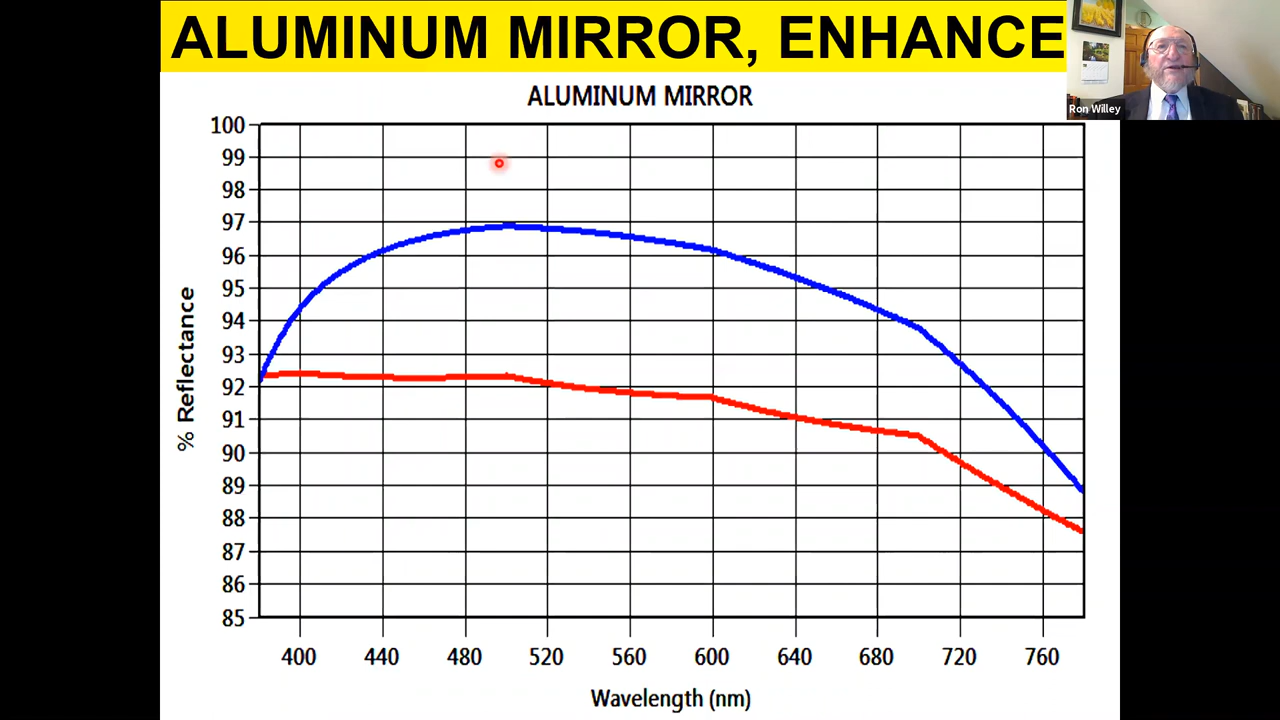 ALUMINUM MIRROR, ENHANCE
Ron Willey
ALUMINUM MIRROR
100
99
98
97
96
95
94
93
92
91
90
89
88
87
86
85
% Reflectance
400 440 480 520 560 600 640 680 720 760
Wavelength (nm)